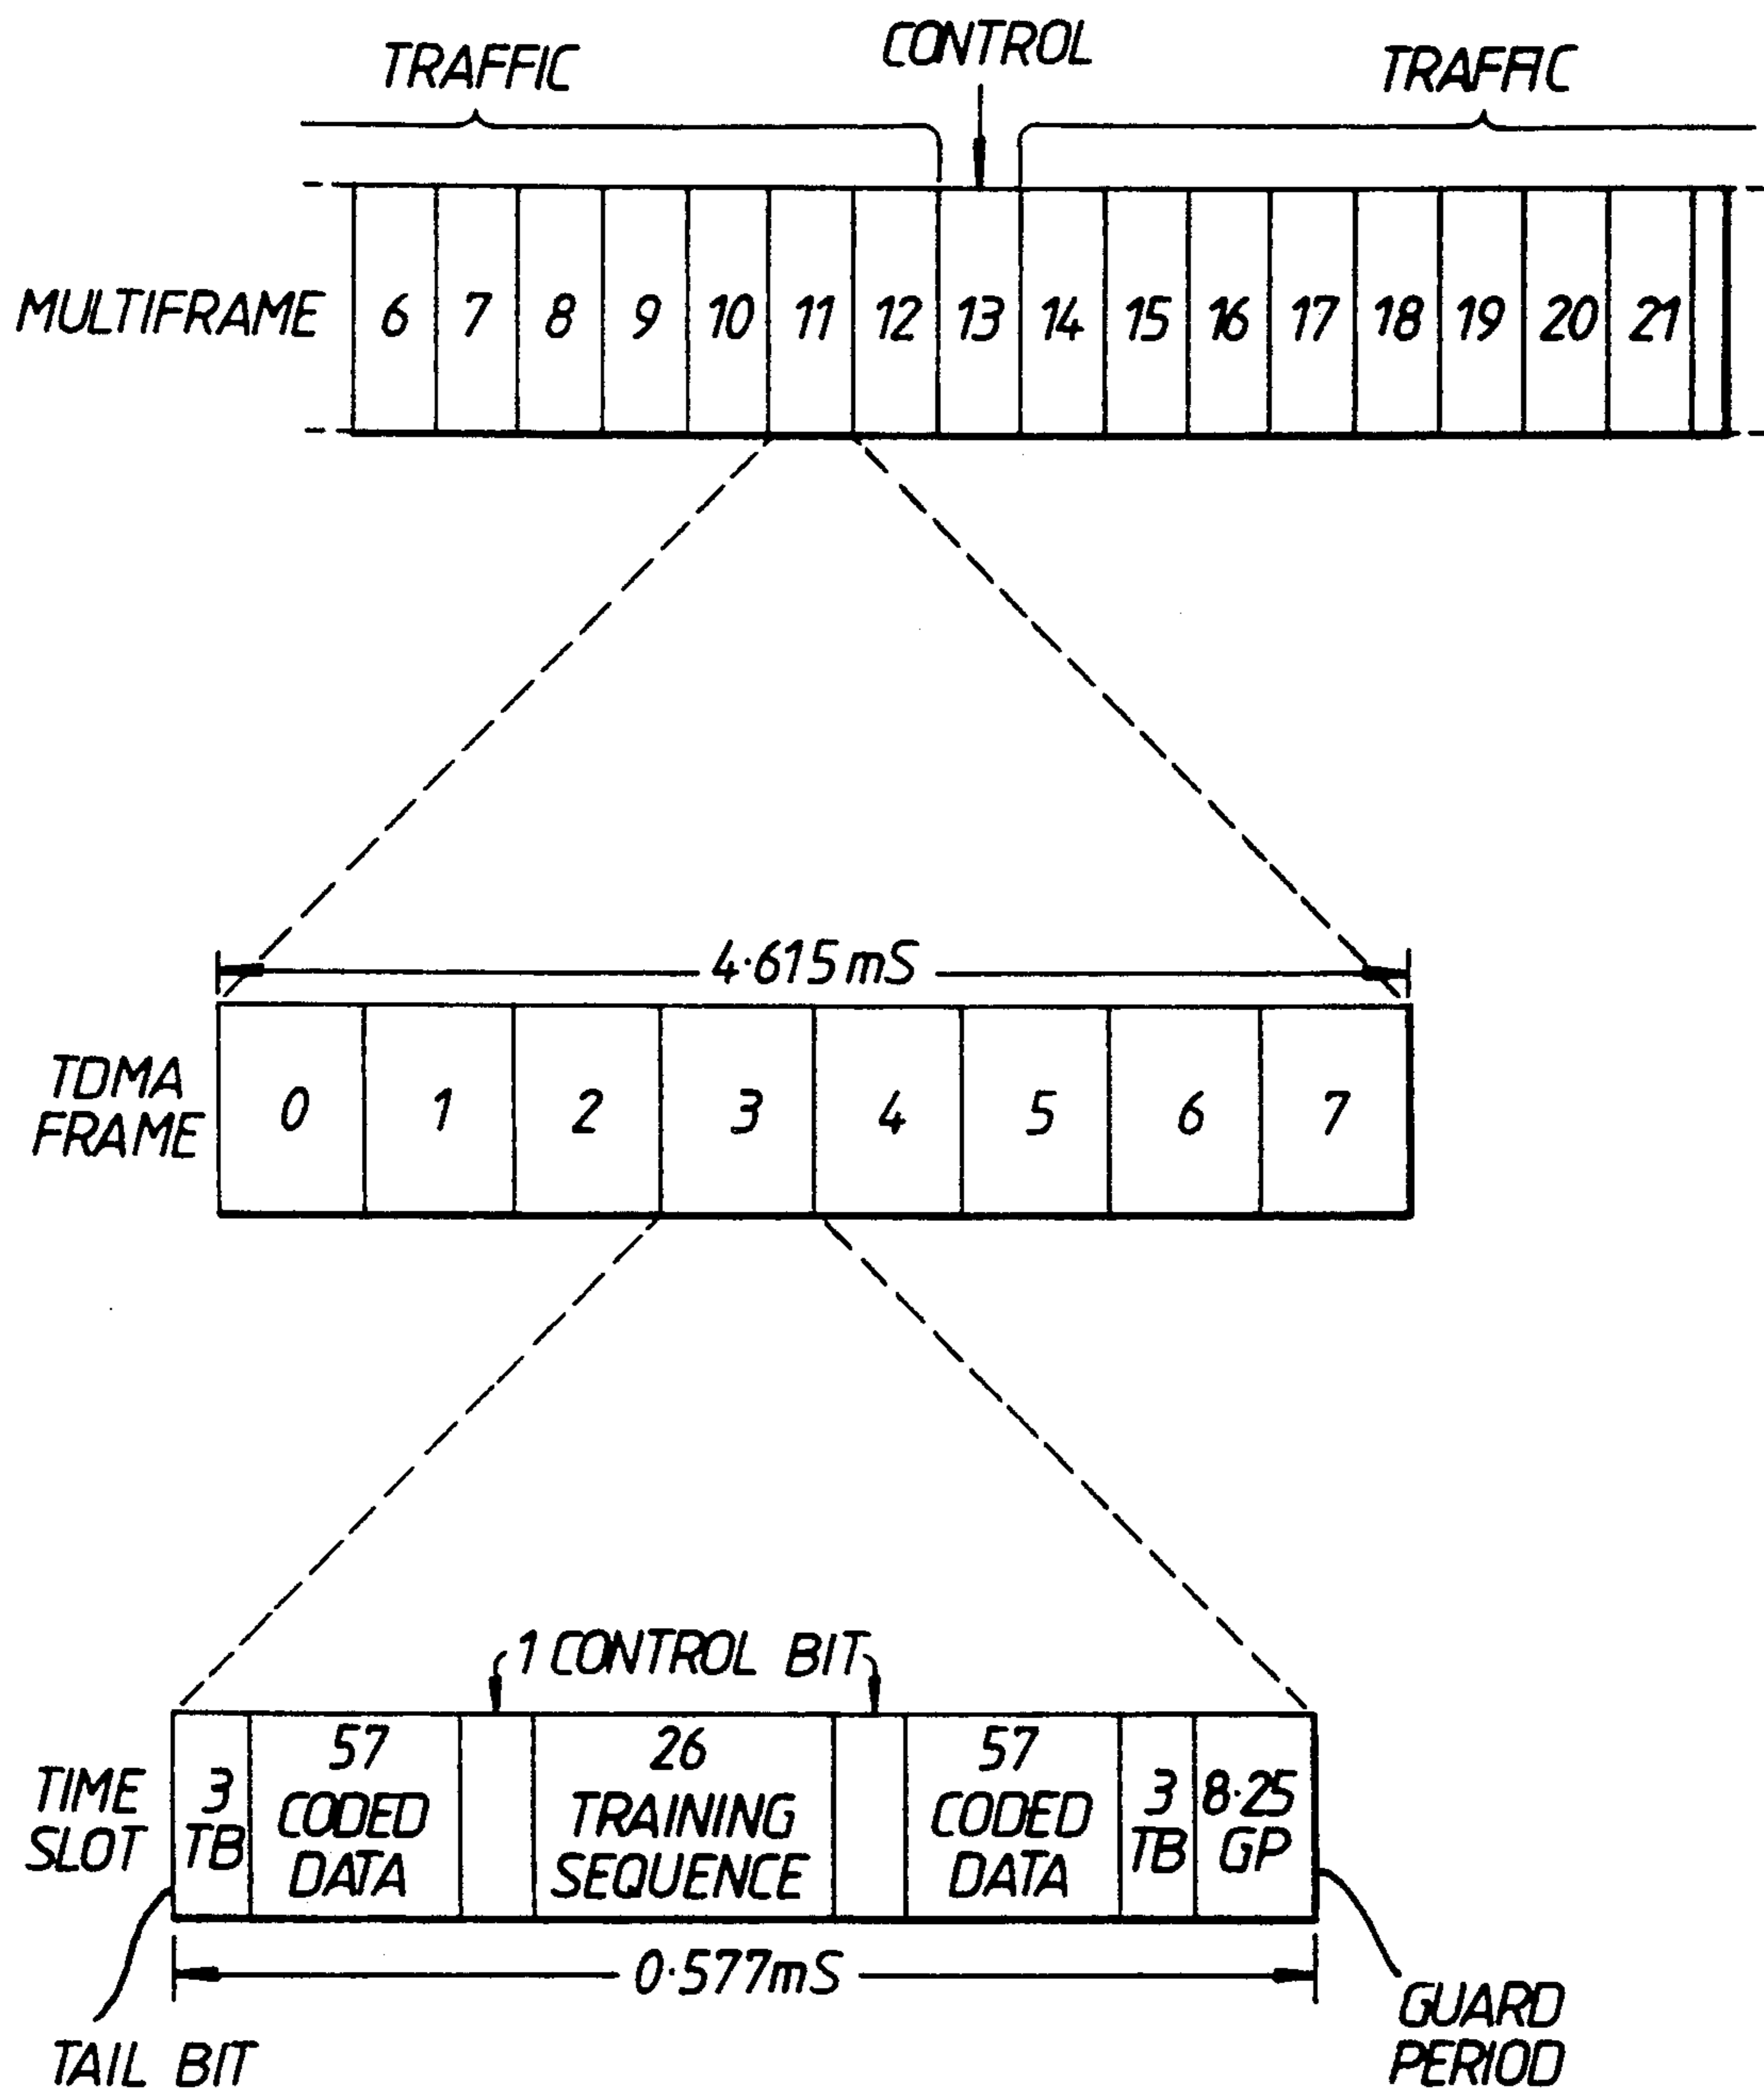 TRAFFIC
CONTROL
TRAFFIC
MULTIFRAME
6 7 8 9 10 11 12 13 14 15 16 17 18 19 20 21
4·615mS
TDMA
FRAME
0 1 2 3 4 5 6 7
1 CONTROL BIT
TIME
SLOT
3
TB
57
CODED
DATA
26
TRAINING
SEQUENCE
57
CODED
DATA
3
TB
8·25
GP
0·577mS
TAIL BIT
GUARD
PERIOD